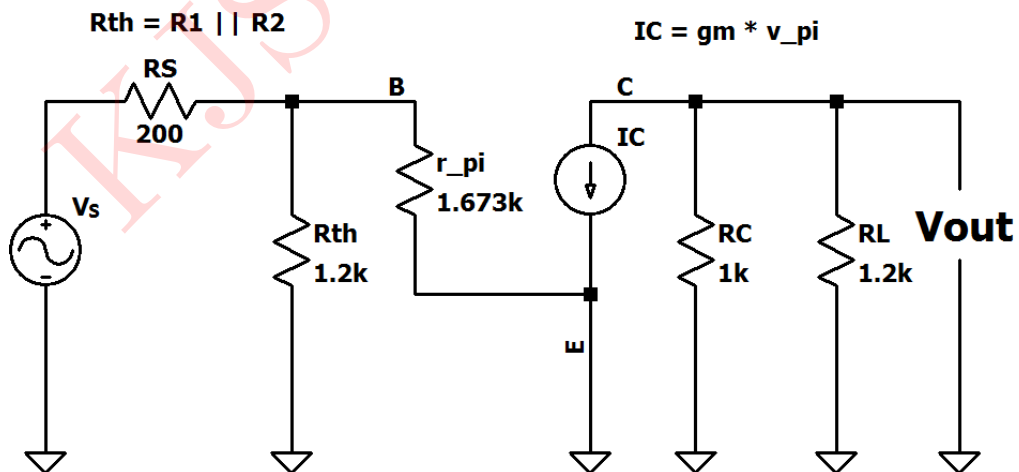 Rth = R1 || R2
IC = gm * v_pi
RS
200
B
C
IC
r_pi
1.673k
Vs
+
−
Rth
1.2k
RC
1k
RL
1.2k
Vout
E
KJS